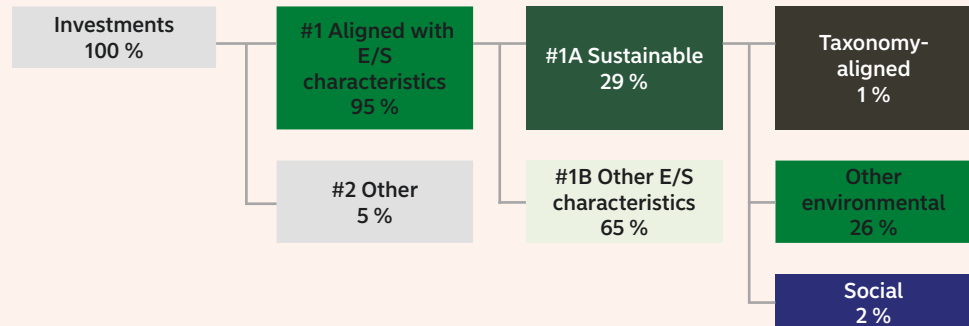 Investments
100 %
#1 Aligned with
E/S
characteristics
95 %
#1A Sustainable
29 %
Taxonomy-
aligned
1 %
#2 Other
5 %
#1B Other E/S
characteristics
65 %
Other
environmental
26 %
Social
2 %